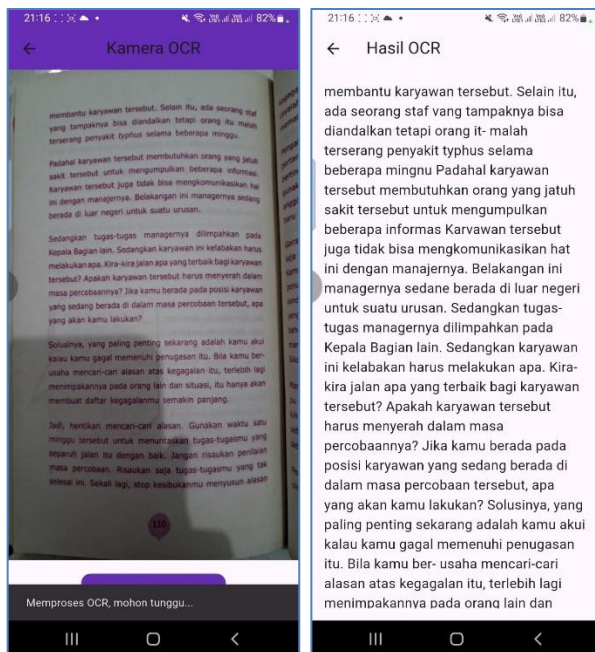 21:16
82%
Kamera OCR
membantu karyawan tersebut. Selain itu, ada seorang staf
yang tampaknya bisa diandalkan tetapi orang itu malah
terserang penyakit typhus selama beberapa minggu.
Padahal karyawan tersebut membutuhkan orang yang jatuh
sakit tersebut untuk mengumpulkan beberapa informasi.
Karyawan tersebut juga tidak bisa mengkomunikasikan hal
ini dengan manajernya. Belakangan ini managernya sedang
berada di luar negeri untuk suatu urusan.
Sedangkan tugas-tugas managernya dilimpahkan pada
Kepala Bagian lain. Sedangkan karyawan ini kelabakan harus
melakukan apa. Kira-kira jalan apa yang terbaik bagi karyawan
tersebut? Apakah karyawan tersebut harus menyerah dalam
masa percobaannya? Jika kamu berada pada posisi karyawan
yang sedang berada di dalam masa percobaan tersebut, apa
yang akan kamu lakukan?
Solusinya, yang paling penting sekarang adalah kamu akui
kalau kamu gagal memenuhi penugasan itu. Bila kamu ber-
usaha mencari-cari alasan atas kegagalan itu, terlebih lagi
menimpakannya pada orang lain dan situasi, itu hanya akan
membuat daftar kegagalanmu semakin panjang.
Jadi, hentikan mencari-cari alasan. Gunakan waktu satu
minggu tersebut untuk menuntaskan tugas-tugasmu yang
separuh jalan itu dengan baik. Jangan risaukan penilaian
masa percobaan. Risaukan saja tugas-tugasmu yang tak
selesai ini. Sekali lagi, stop kesibukanmu menyusun alasan
110
Memproses OCR, mohon tunggu...
21:16
82%
Hasil OCR
membantu karyawan tersebut. Selain itu,
ada seorang staf vang tampaknya bisa
diandalkan tetapi orang it- malah
terserang penyakit typhus selama
beberapa mingnu Padahal karyawan
tersebut membutuhkan orang yang jatuh
sakit tersebut untuk mengumpulkan
beberapa informas Karvawan tersebut
juga tidak bisa mengkomunikasikan hat
ini dengan manajernya. Belakangan ini
managernya sedane berada di luar negeri
untuk suatu urusan. Sedangkan tugas-
tugas managernya dilimpahkan pada
Kepala Bagian lain. Sedangkan karyawan
ini kelabakan harus melakukan apa. Kira-
kira jalan apa yang terbaik bagi karyawan
tersebut? Apakah karyawan tersebut
harus menyerah dalam masa
percobaannya? Jika kamu berada pada
posisi karyawan yang sedang berada di
dalam masa percobaan tersebut, apa
yang akan kamu lakukan? Solusinya, yang
paling penting sekarang adalah kamu akui
kalau kamu gagal memenuhi penugasan
itu. Bila kamu ber- usaha mencari-cari
alasan atas kegagalan itu, terlebih lagi
menimpakannya pada orang lain dan